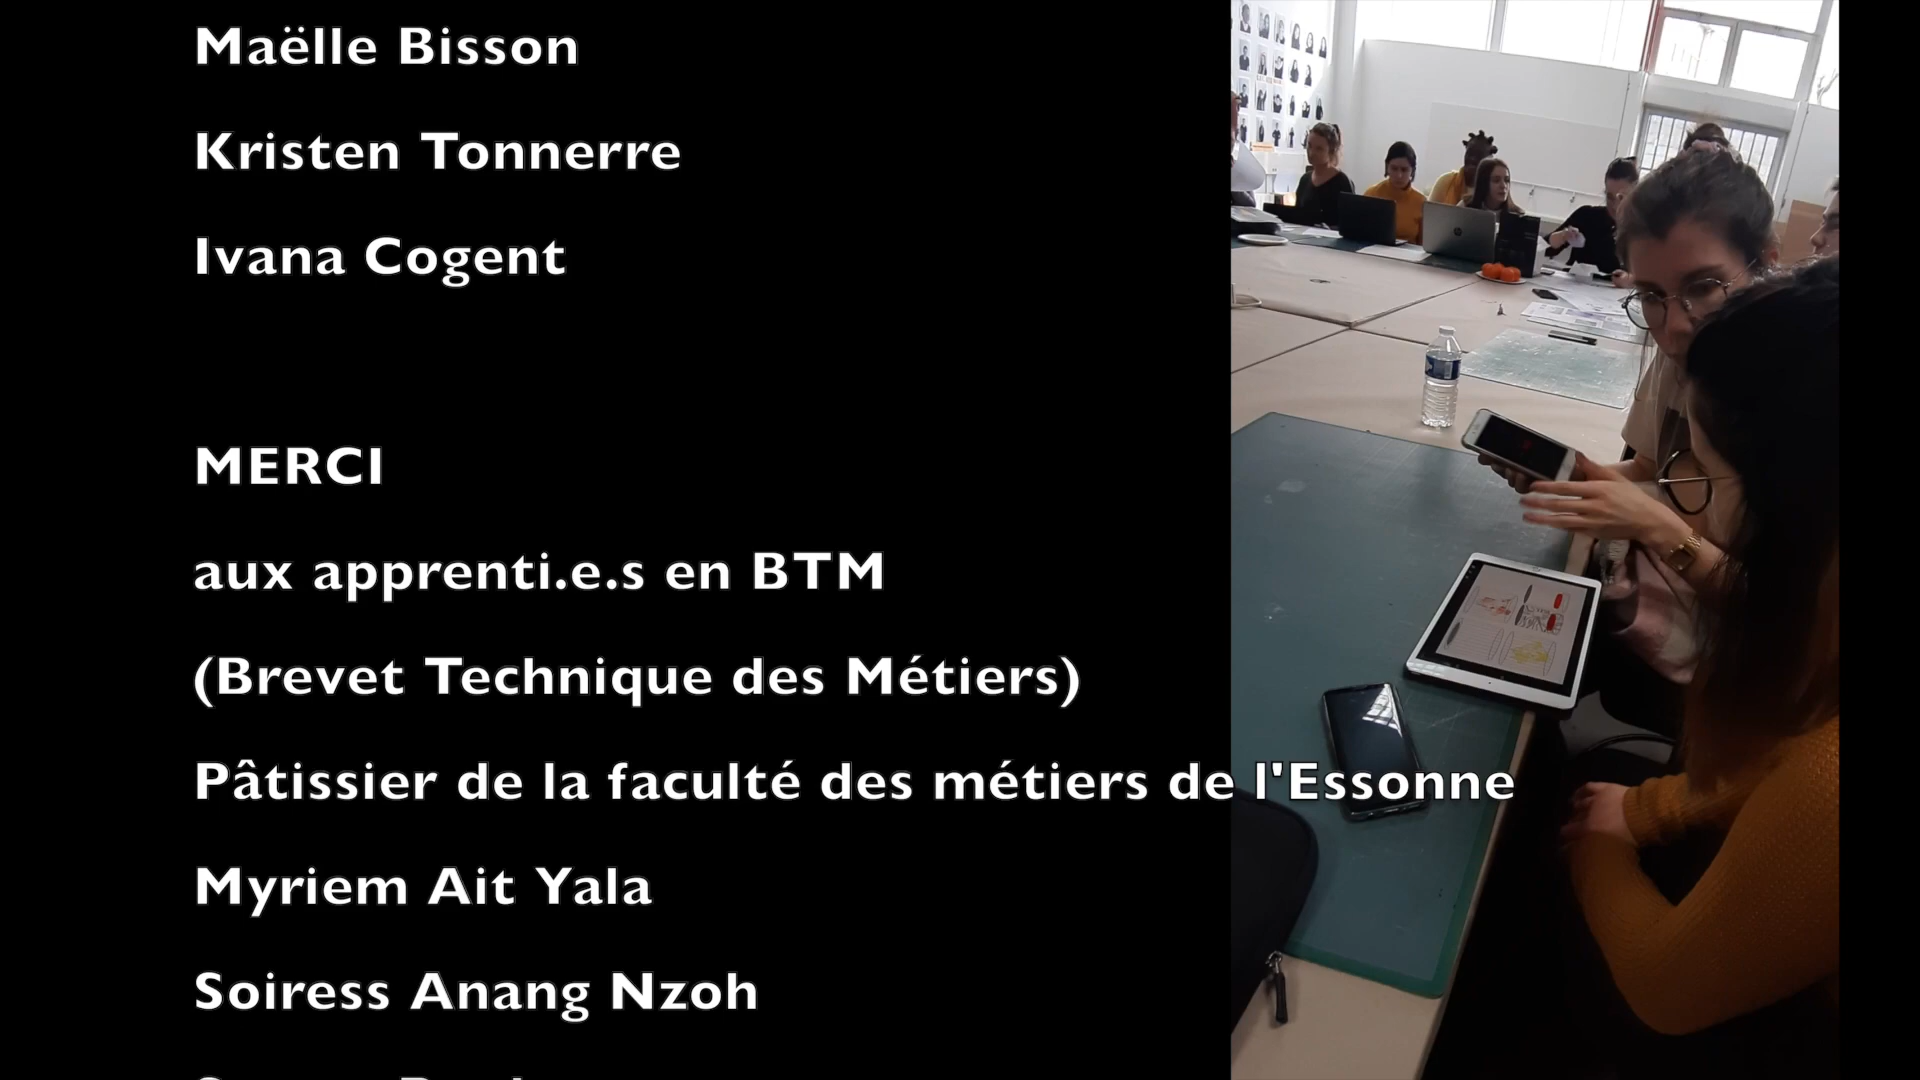 Maëlle Bisson
Kristen Tonnerre
Ivana Cogent
MERCI
aux apprenti.e.s en BTM
(Brevet Technique des Métiers)
Pâtissier de la faculté des métiers de l'Essonne
Myriem Ait Yala
Soiress Anang Nzoh